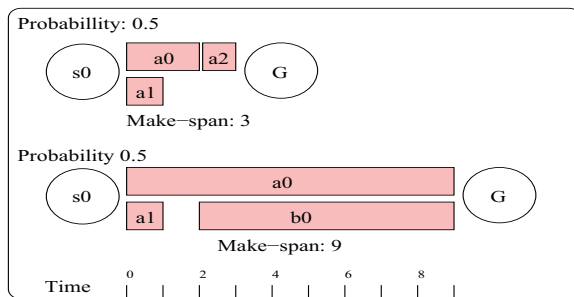 Probabillity: 0.5
s0 a0 a2 G
a1
Make-span: 3
Probability 0.5
s0 a0 G
a1 b0
Make-span: 9
0 2 4 6 8
Time